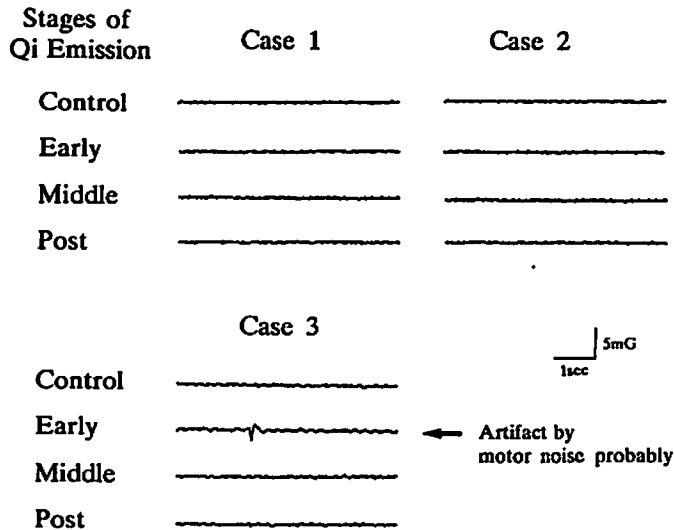 Stages of
Qi Emission
Case 1
Case 2
Control
Early
Middle
Post
Case 3
5mG
1sec
Control
Early
Artifact by
motor noise probably
Middle
Post